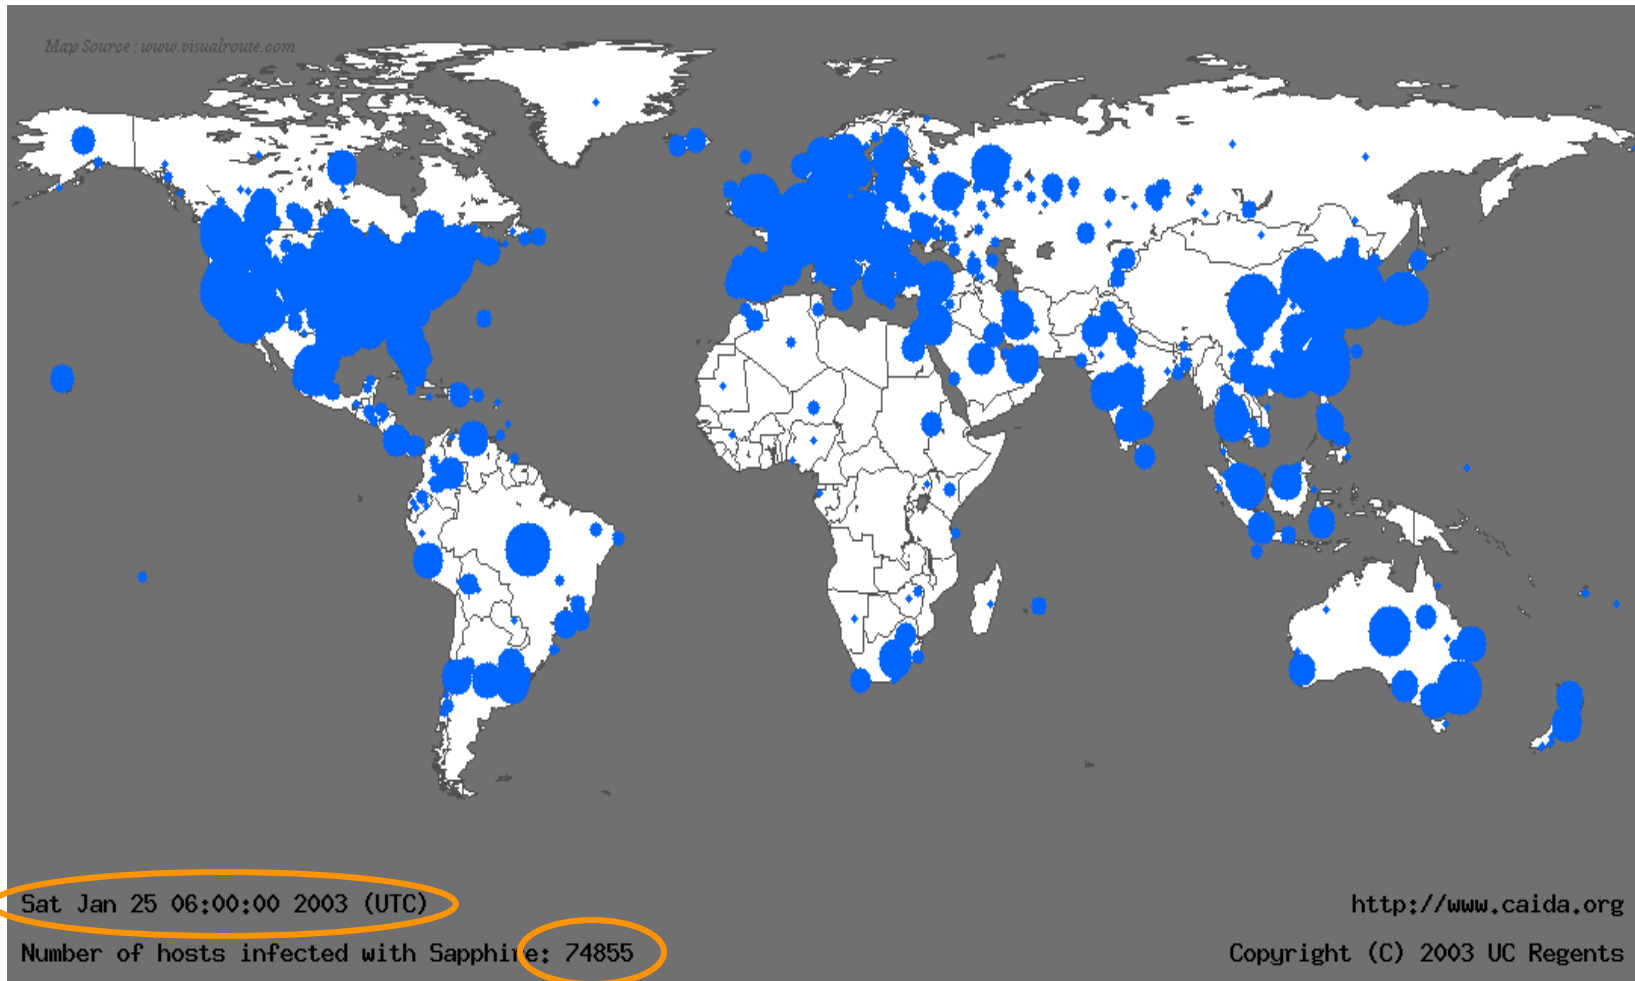 Map Source : www.visualroute.com
Sat Jan 25 06:00:00 2003 (UTC)
http://www.caida.org
Number of hosts infected with Sapphire: 74855
Copyright (C) 2003 UC Regents